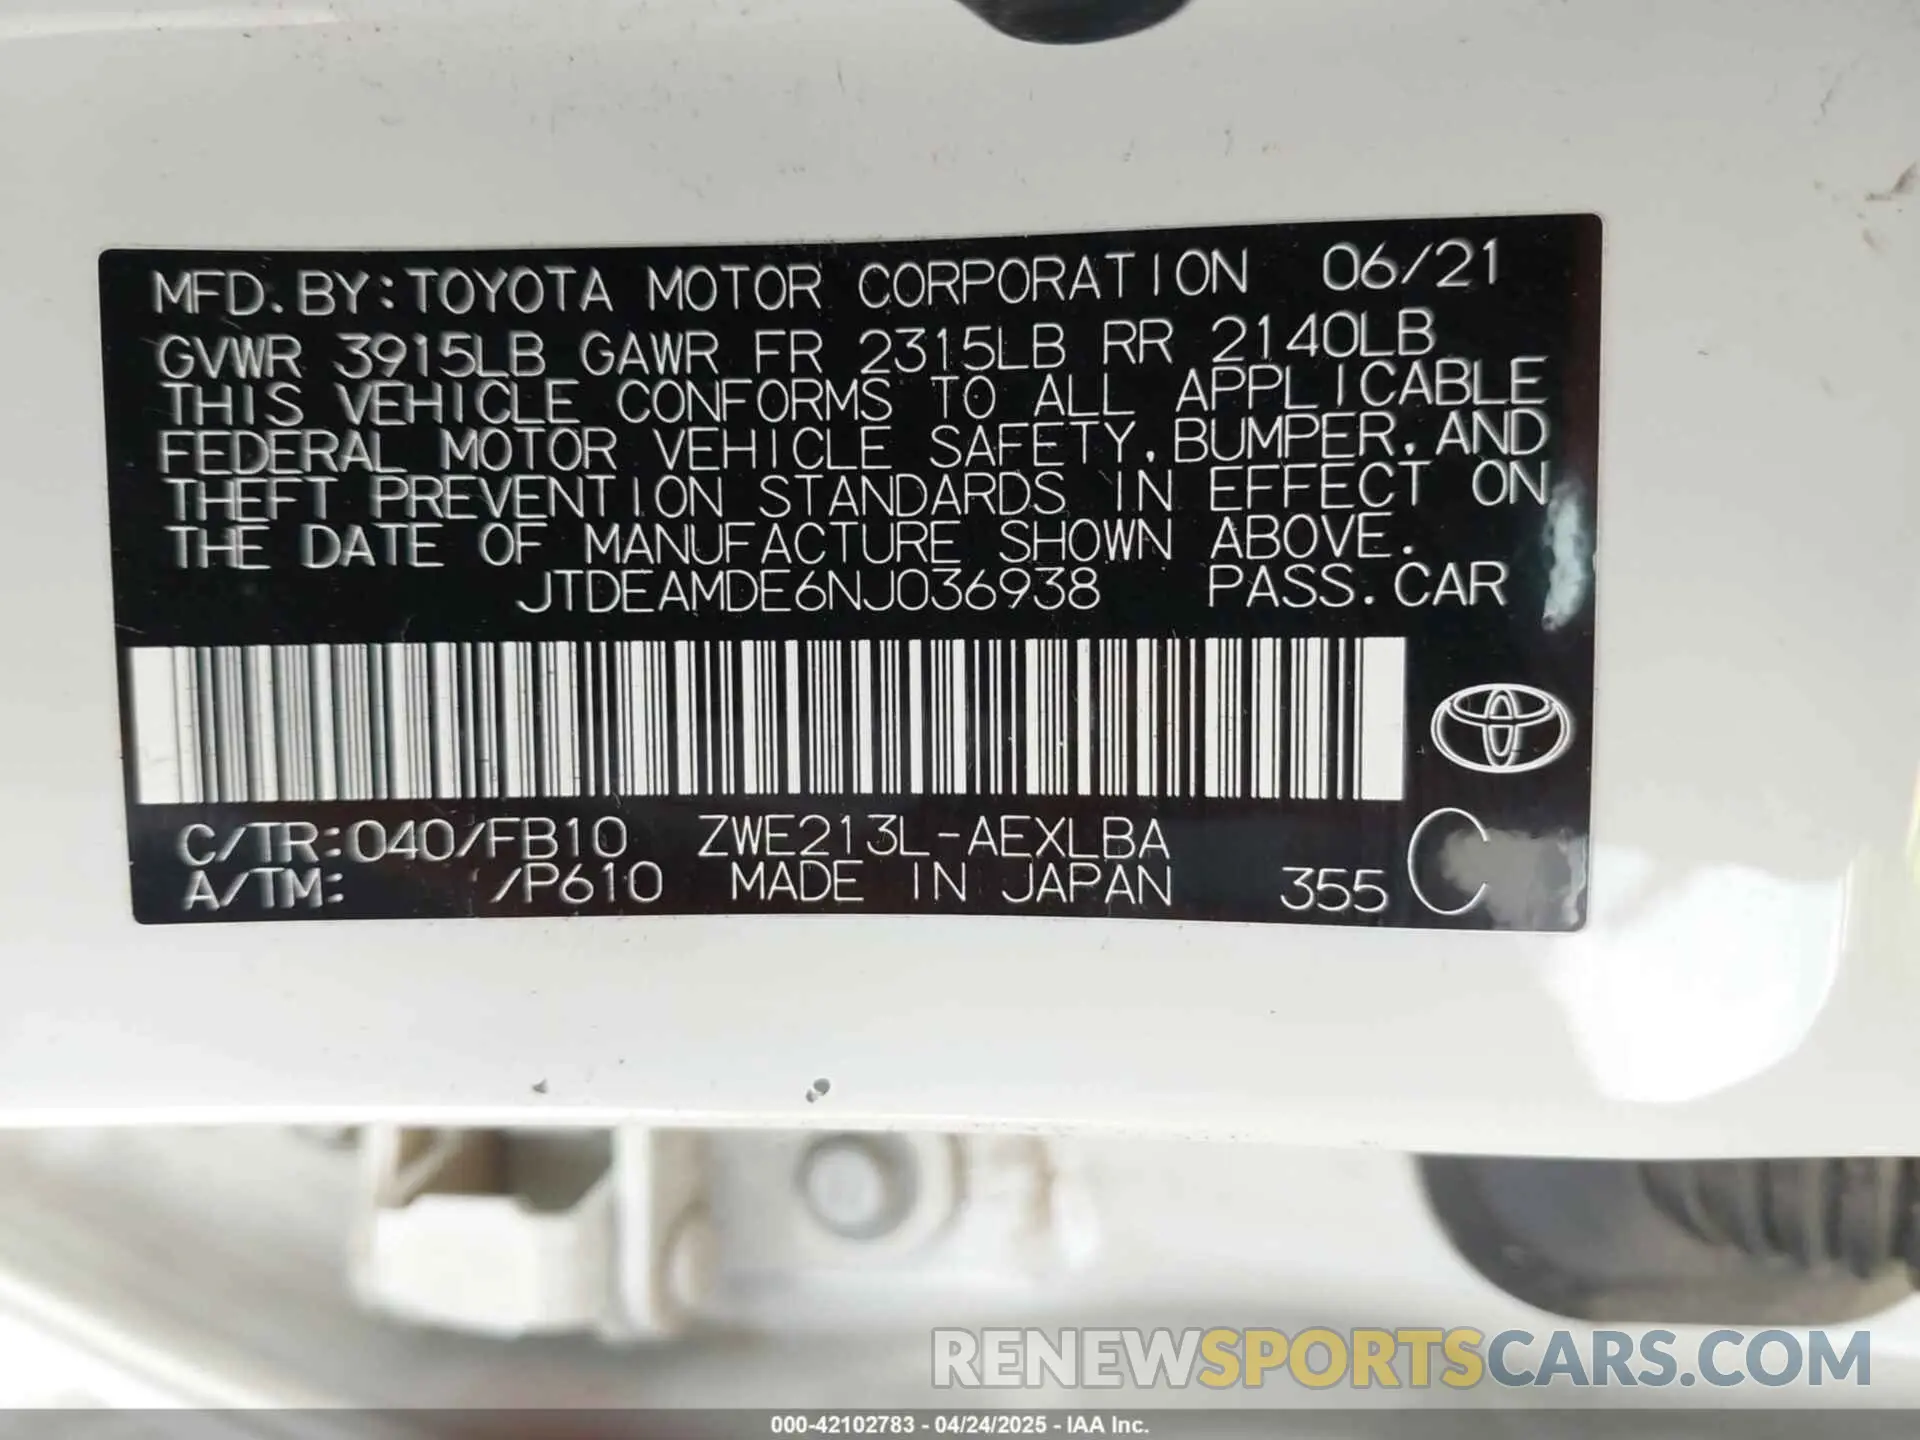 MFD. BY: TOYOTA MOTOR CORPORATION 06/21
GVWR 3915LB GAWR FR 2315LB RR 2140LB
THIS VEHICLE CONFORMS TO ALL APPLICABLE
FEDERAL MOTOR VEHICLE SAFETY, BUMPER, AND
THEFT PREVENTION STANDARDS IN EFFECT ON
THE DATE OF MANUFACTURE SHOWN ABOVE.
JTDEAMDE6NJ036938 PASS. CAR
C/TR: 040/FB10 ZWE213L-AEXLBA
A/TM: /P610 MADE IN JAPAN 355 C
RENEWSPORTSCARS.COM
000-42102783 - 04/24/2025 - IAA Inc.